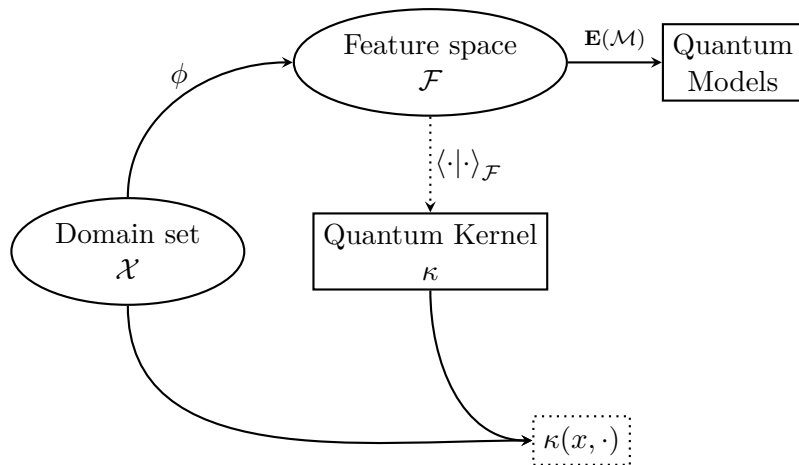 Feature space
ℱ
E(ℳ)
Quantum
Models
ϕ
⟨·|·⟩ℱ
Domain set
𝒳
Quantum Kernel
κ
κ(x, ·)